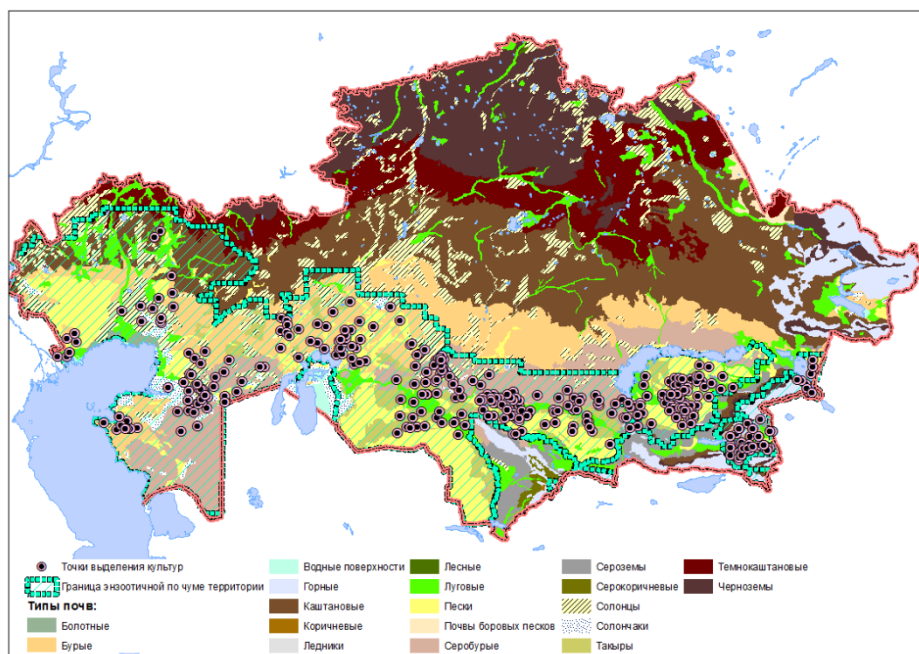 Точки выделения культур
Граница энзоотичной по чуме территории
Типы почв:
Болотные
Бурые
Водные поверхности
Горные
Каштановые
Коричневые
Ледники
Лесные
Луговые
Пески
Почвы боровых песков
Серобурые
Сероземы
Серокоричневые
Солонцы
Солончаки
Такыры
Темнокаштановые
Черноземы